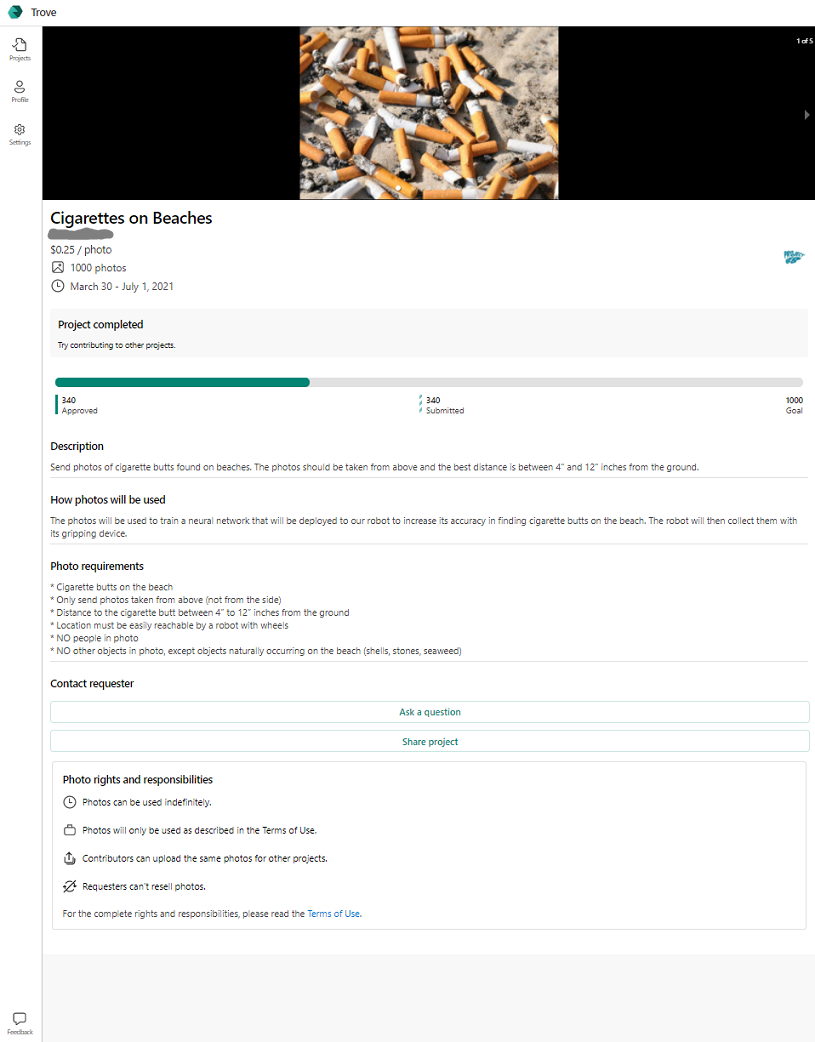 Trove
Projects
Profile
Settings
1 of 5
Cigarettes on Beaches
$0.25 / photo
1000 photos
March 30 - July 1, 2021
Project completed
Try contributing to other projects.
340
Approved
340
Submitted
1000
Goal
Description
Send photos of cigarette butts found on beaches. The photos should be taken from above and the best distance is between 4” and 12” inches from the ground.
How photos will be used
The photos will be used to train a neural network that will be deployed to our robot to increase its accuracy in finding cigarette butts on the beach. The robot will then collect them with
its gripping device.
Photo requirements
* Cigarette butts on the beach
* Only send photos taken from above (not from the side)
* Distance to the cigarette butt between 4” to 12” inches from the ground
* Location must be easily reachable by a robot with wheels
* NO people in photo
* NO other objects in photo, except objects naturally occurring on the beach (shells, stones, seaweed)
Contact requester
Ask a question
Share project
Photo rights and responsibilities
Photos can be used indefinitely.
Photos will only be used as described in the Terms of Use.
Contributors can upload the same photos for other projects.
Requesters can't resell photos.
For the complete rights and responsibilities, please read the Terms of Use.
Feedback